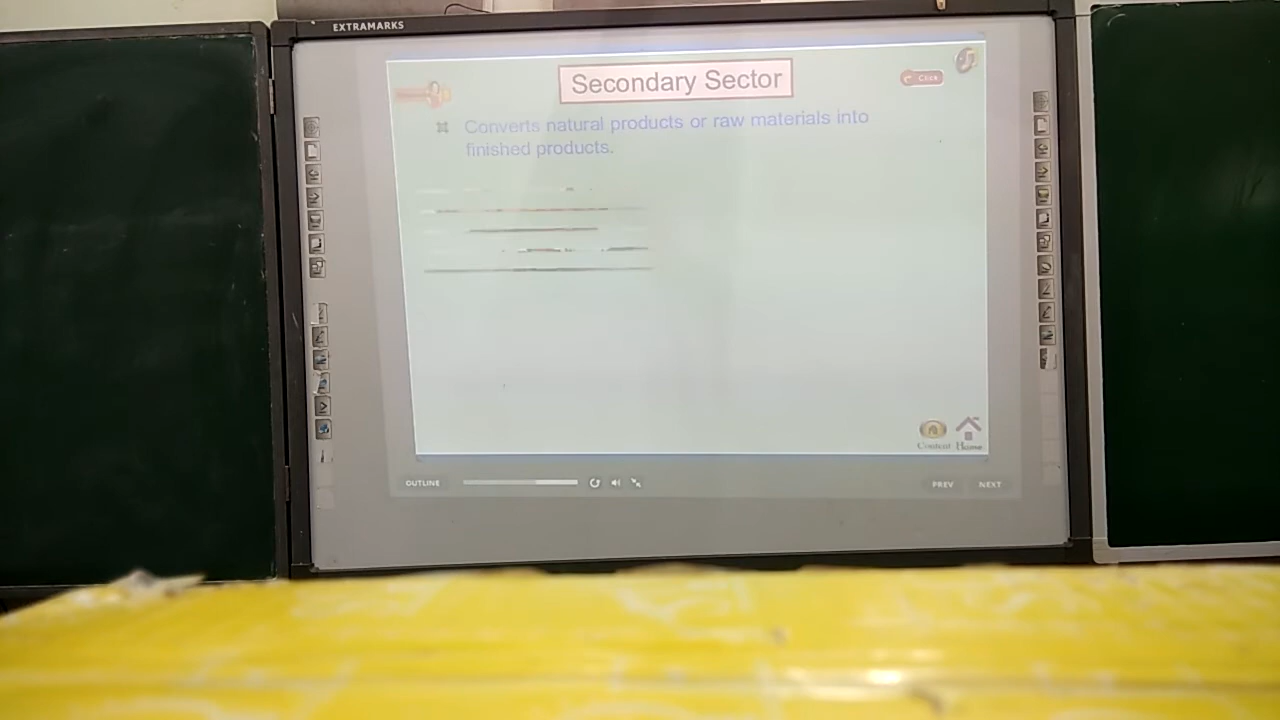 EXTRAMARKS
Secondary Sector
Click
Converts natural products or raw materials into
finished products.
Content Home
OUTLINE
PREV NEXT